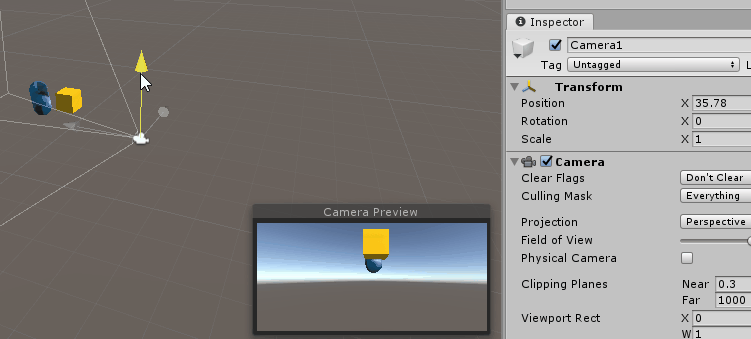 Inspector
Camera1
Tag Untagged L
Transform
Position X 35.78
Rotation X 0
Scale X 1
Camera
Clear Flags Don't Clear
Culling Mask Everything
Projection Perspective
Field of View
Physical Camera
Clipping Planes Near 0.3
Far 1000
Viewport Rect X 0
W 1
Camera Preview